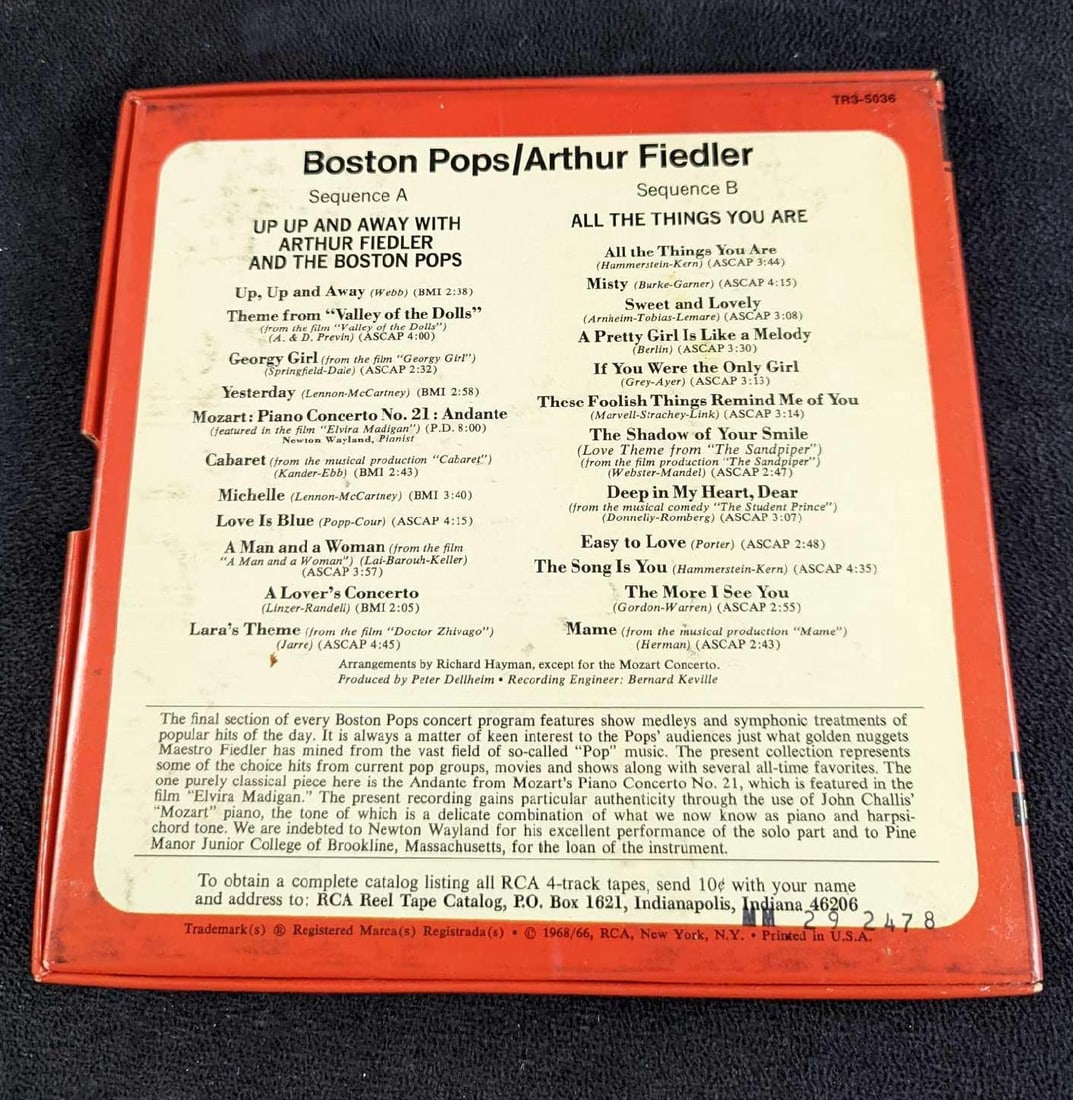 TR3-5036
Boston Pops/Arthur Fiedler
Sequence A
UP UP AND AWAY WITH
ARTHUR FIEDLER
AND THE BOSTON POPS
Up, Up and Away (Webb) (BMI 2:38)
Theme from “Valley of the Dolls”
(from the film “Valley of the Dolls”)
(A. & D. Previn) (ASCAP 4:00)
Georgy Girl (from the film “Georgy Girl”)
(Springfield-Dale) (ASCAP 2:32)
Yesterday (Lennon-McCartney) (BMI 2:58)
Mozart: Piano Concerto No. 21: Andante
(featured in the film “Elvira Madigan”) (P.D. 8:00)
Newton Wayland, Pianist
Cabaret (from the musical production “Cabaret”)
(Kander-Ebb) (BMI 2:43)
Michelle (Lennon-McCartney) (BMI 3:40)
Love Is Blue (Popp-Cour) (ASCAP 4:15)
A Man and a Woman (from the film
“A Man and a Woman”) (Lai-Barouh-Keller)
(ASCAP 3:57)
A Lover's Concerto
(Linzer-Randell) (BMI 2:05)
Lara's Theme (from the film “Doctor Zhivago”)
(Jarre) (ASCAP 4:45)
Sequence B
ALL THE THINGS YOU ARE
All the Things You Are
(Hammerstein-Kern) (ASCAP 3:44)
Misty (Burke-Garner) (ASCAP 4:15)
Sweet and Lovely
(Arnheim-Tobias-Lemare) (ASCAP 3:08)
A Pretty Girl Is Like a Melody
(Berlin) (ASCAP 3:30)
If You Were the Only Girl
(Grey-Ayer) (ASCAP 3:13)
These Foolish Things Remind Me of You
(Marvell-Strachey-Link) (ASCAP 3:14)
The Shadow of Your Smile
(Love Theme from “The Sandpiper”)
(from the film production “The Sandpiper”)
(Webster-Mandel) (ASCAP 2:47)
Deep in My Heart, Dear
(from the musical comedy “The Student Prince”)
(Donnelly-Romberg) (ASCAP 3:07)
Easy to Love (Porter) (ASCAP 2:48)
The Song Is You (Hammerstein-Kern) (ASCAP 4:35)
The More I See You
(Gordon-Warren) (ASCAP 2:55)
Mame (from the musical production “Mame”)
(Herman) (ASCAP 2:43)
Arrangements by Richard Hayman, except for the Mozart Concerto.
Produced by Peter Dellheim • Recording Engineer: Bernard Keville
The final section of every Boston Pops concert program features show medleys and symphonic treatments of
popular hits of the day. It is always a matter of keen interest to the Pops' audiences just what golden nuggets
Maestro Fiedler has mined from the vast field of so-called “Pop” music. The present collection represents
some of the choice hits from current pop groups, movies and shows along with several all-time favorites. The
one purely classical piece here is the Andante from Mozart's Piano Concerto No. 21, which is featured in the
film “Elvira Madigan.” The present recording gains particular authenticity through the use of John Challis'
“Mozart” piano, the tone of which is a delicate combination of what we now know as piano and harpsi-
chord tone. We are indebted to Newton Wayland for his excellent performance of the solo part and to Pine
Manor Junior College of Brookline, Massachusetts, for the loan of the instrument.
To obtain a complete catalog listing all RCA 4-track tapes, send 10¢ with your name
and address to: RCA Reel Tape Catalog, P.O. Box 1621, Indianapolis, Indiana 46206
29 2478
Trademark(s) ® Registered Marca(s) Registrada(s) • © 1968/66, RCA, New York, N.Y. • Printed in U.S.A.